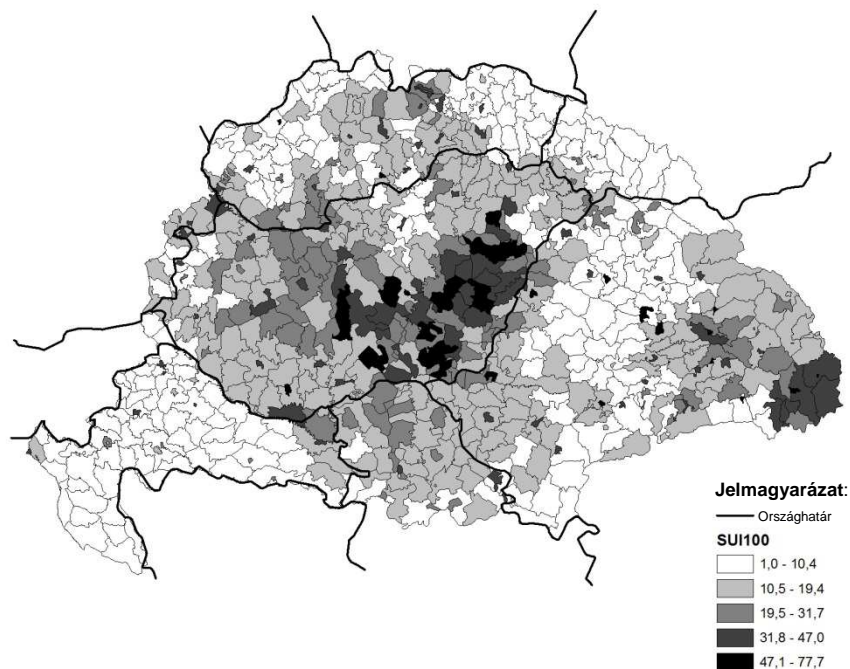 Jelmagyarázat:
Országhatár
SUI100
1,0 - 10,4
10,5 - 19,4
19,5 - 31,7
31,8 - 47,0
47,1 - 77,7